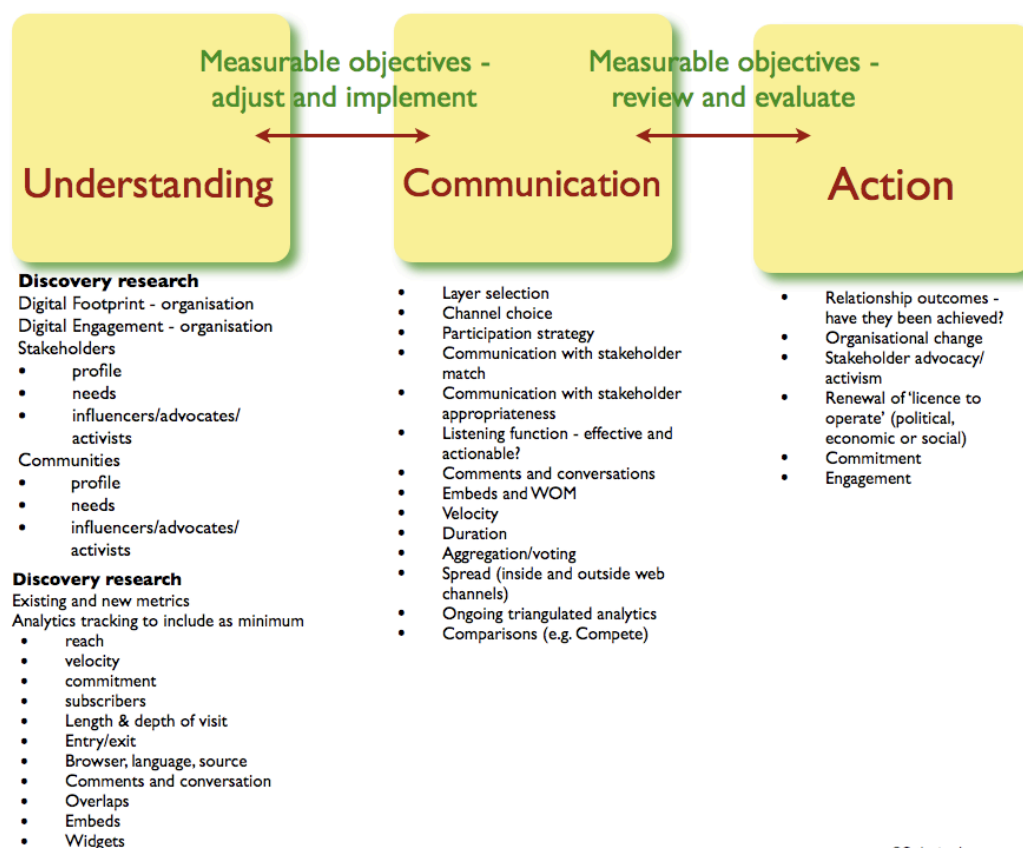 Measurable objectives -
adjust and implement
Measurable objectives -
review and evaluate
Understanding
Communication
Action
Discovery research
Digital Footprint - organisation
Digital Engagement - organisation
Stakeholders
• profile
• needs
• influencers/advocates/
activists
Communities
• profile
• needs
• influencers/advocates/
activists
Discovery research
Existing and new metrics
Analytics tracking to include as minimum
• reach
• velocity
• commitment
• subscribers
• Length & depth of visit
• Entry/exit
• Browser, language, source
• Comments and conversation
• Overlaps
• Embeds
• Widgets
• Layer selection
• Channel choice
• Participation strategy
• Communication with stakeholder
match
• Communication with stakeholder
appropriateness
• Listening function - effective and
actionable?
• Comments and conversations
• Embeds and WOM
• Velocity
• Duration
• Aggregation/voting
• Spread (inside and outside web
channels)
• Ongoing triangulated analytics
• Comparisons (e.g. Compete)
• Relationship outcomes -
have they been achieved?
• Organisational change
• Stakeholder advocacy/
activism
• Renewal of ‘licence to
operate’ (political,
economic or social)
• Commitment
• Engagement